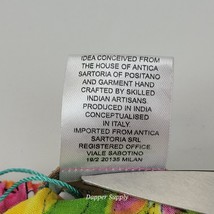 IDEA CONCEIVED FROM
THE HOUSE OF ANTICA
SARTORIA OF POSITANO
AND GARMENT HAND
CRAFTED BY SKILLED
INDIAN ARTISANS.
PRODUCED IN INDIA
CONCEPTUALISED
IN ITALY.
IMPORTED FROM ANTICA
SARTORIA SRL
REGISTERED OFFICE
VIALE SABOTINO
19/2 20135 MILAN
Dapper Supply